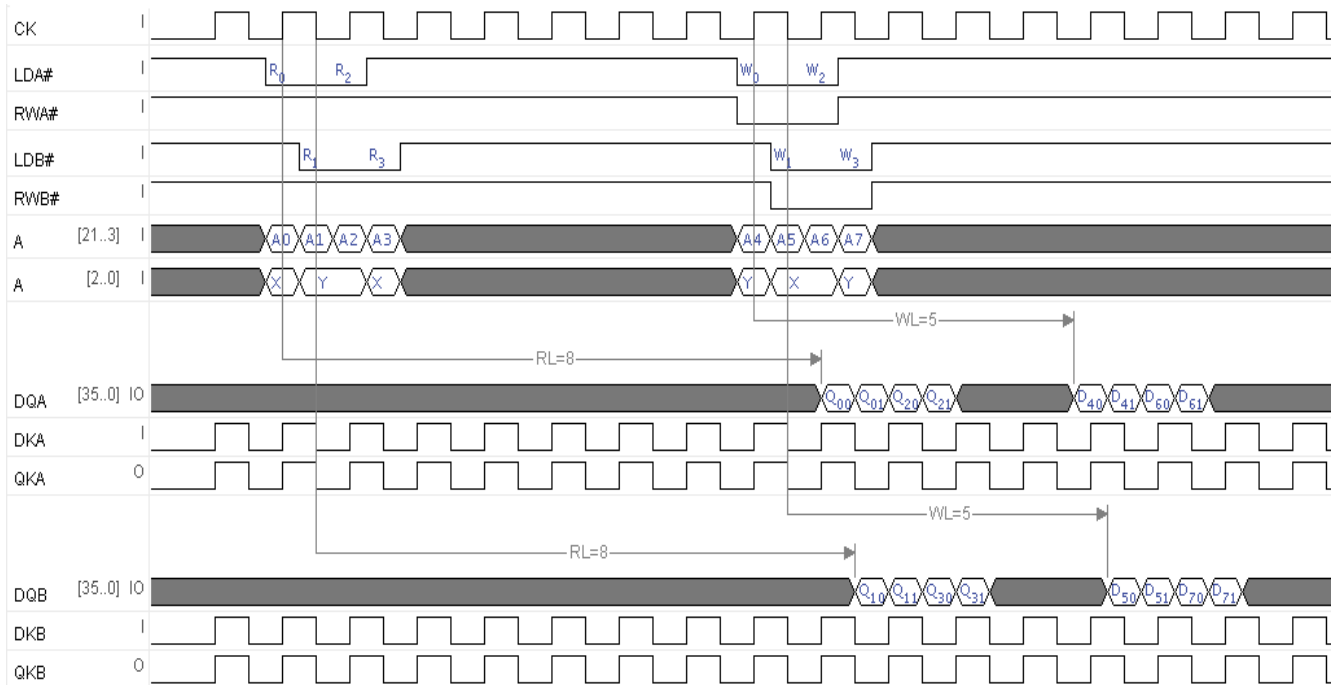 CK I
LDA# I R0 R2 W0 W2
RWA# I
LDB# I R1 R3 W1 W3
RWB# I
A [21..3] I A0 A1 A2 A3 A4 A5 A6 A7
A [2..0] I X Y X Y X Y
WL=5
RL=8
DQA [35..0] IO Q00 Q01 Q20 Q21 D40 D41 D60 D61
DKA I
QKA O
WL=5
RL=8
DQB [35..0] IO Q10 Q11 Q30 Q31 D50 D51 D70 D71
DKB I
QKB O